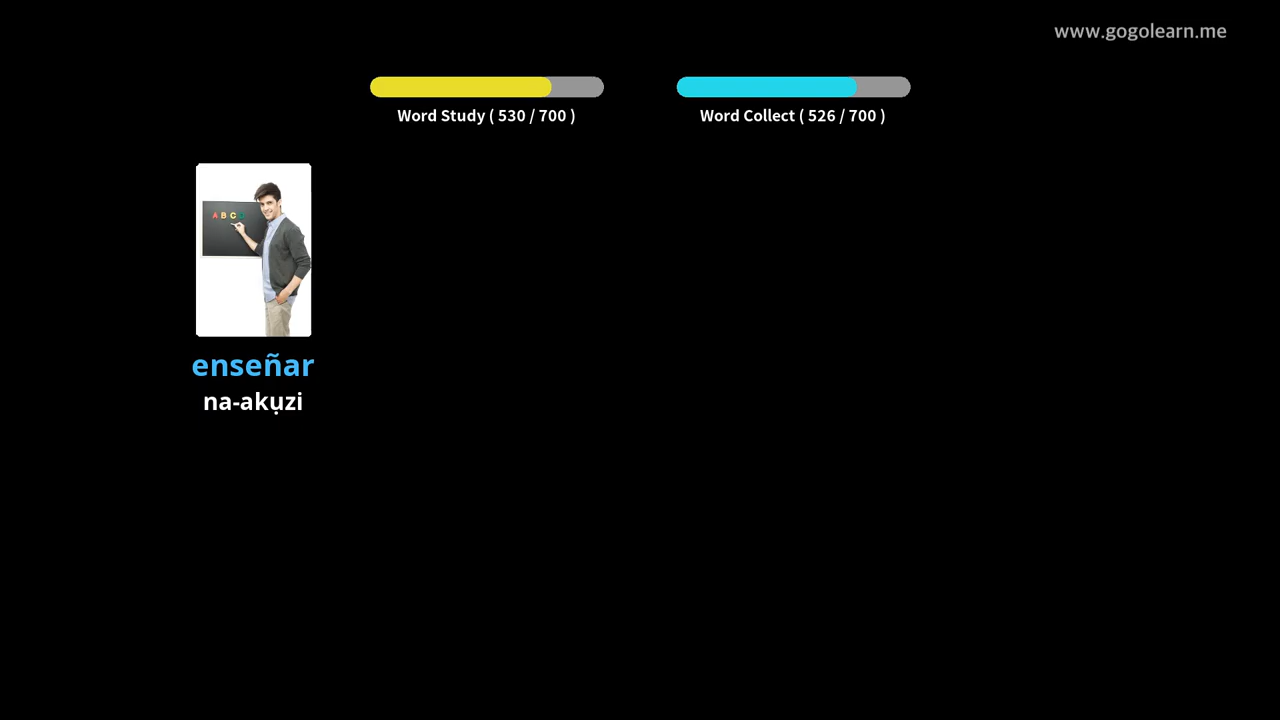 www.gogolearn.me
Word Study ( 530 / 700 )
Word Collect ( 526 / 700 )
A B C
enseñar
na-akụzi